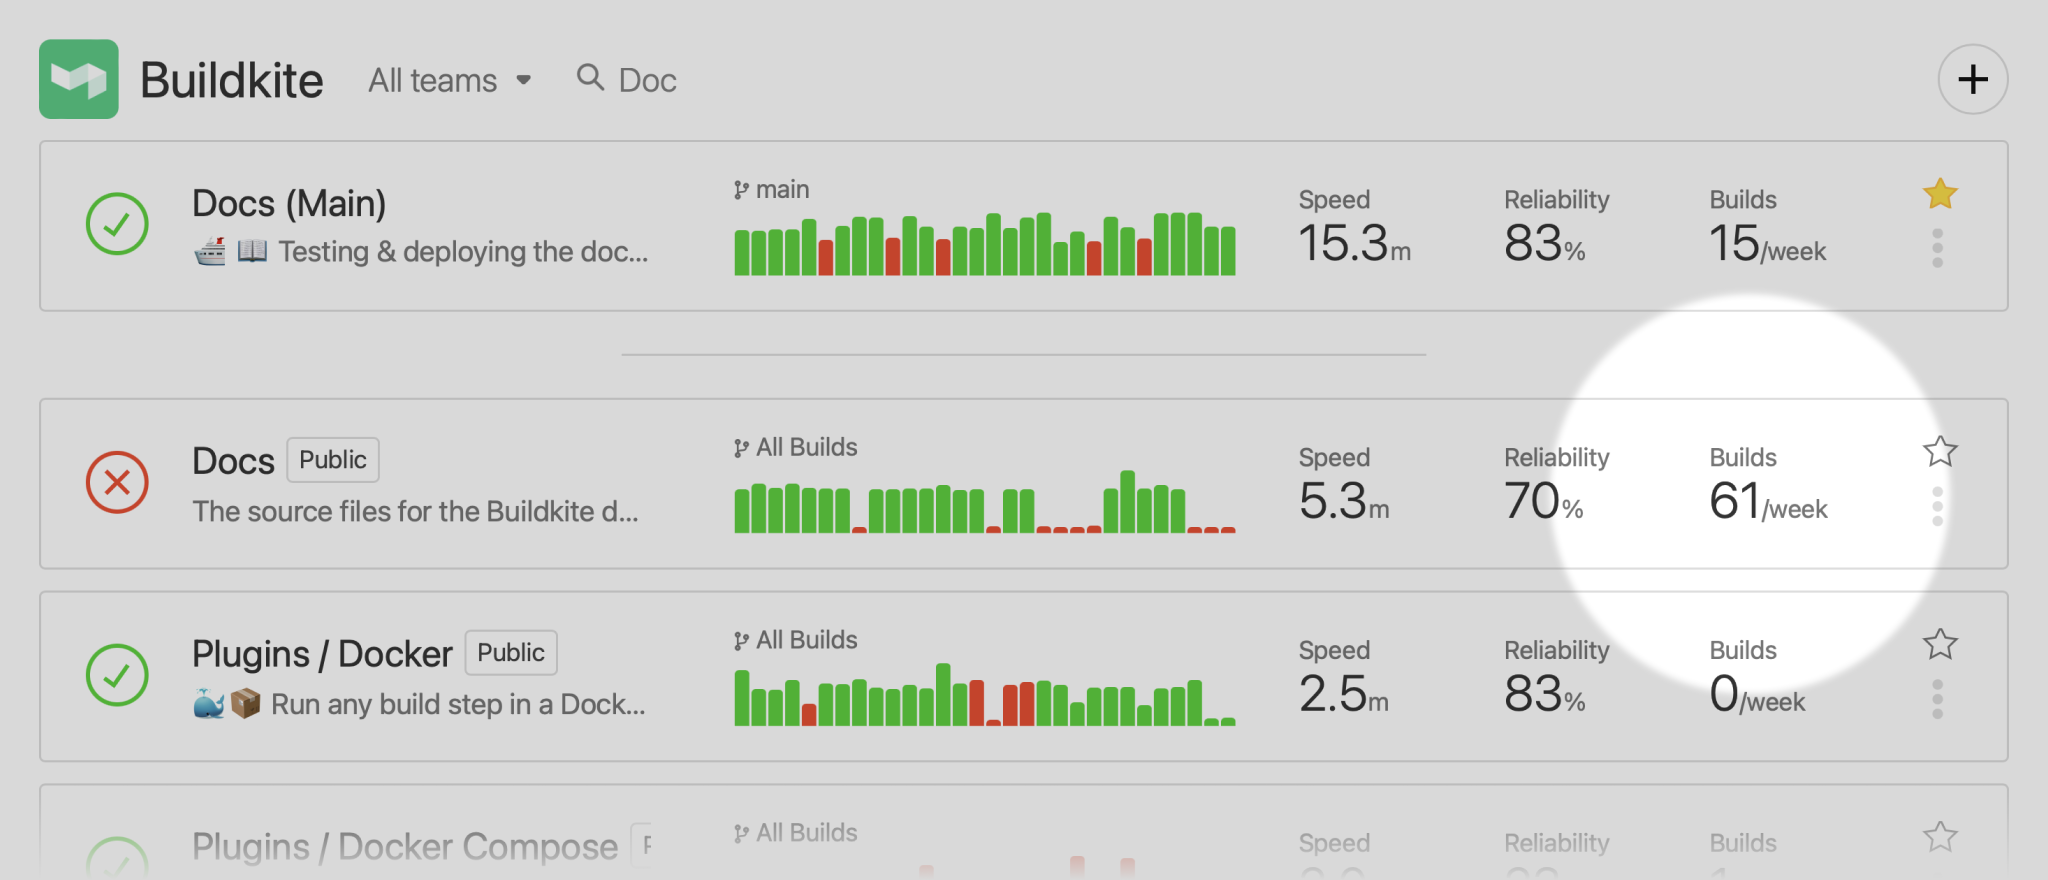 Buildkite All teams Doc
Docs (Main)
Testing & deploying the doc...
main
Speed
15.3m
Reliability
83%
Builds
15/week
Docs Public
The source files for the Buildkite d...
All Builds
Speed
5.3m
Reliability
70%
Builds
61/week
Plugins / Docker Public
Run any build step in a Dock...
All Builds
Speed
2.5m
Reliability
83%
Builds
0/week
Plugins / Docker Compose
All Builds
Speed
Reliability
Builds